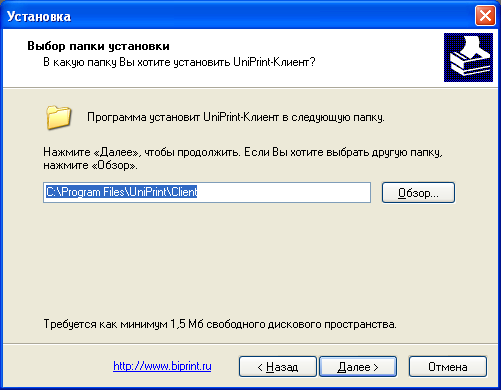 Установка
Выбор папки установки
В какую папку Вы хотите установить UniPrint-Клиент?
Программа установит UniPrint-Клиент в следующую папку.
Нажмите «Далее», чтобы продолжить. Если Вы хотите выбрать другую папку,
нажмите «Обзор».
C:\Program Files\UniPrint\Client
Обзор...
Требуется как минимум 1,5 Мб свободного дискового пространства.
http://www.biprint.ru
< Назад
Далее >
Отмена